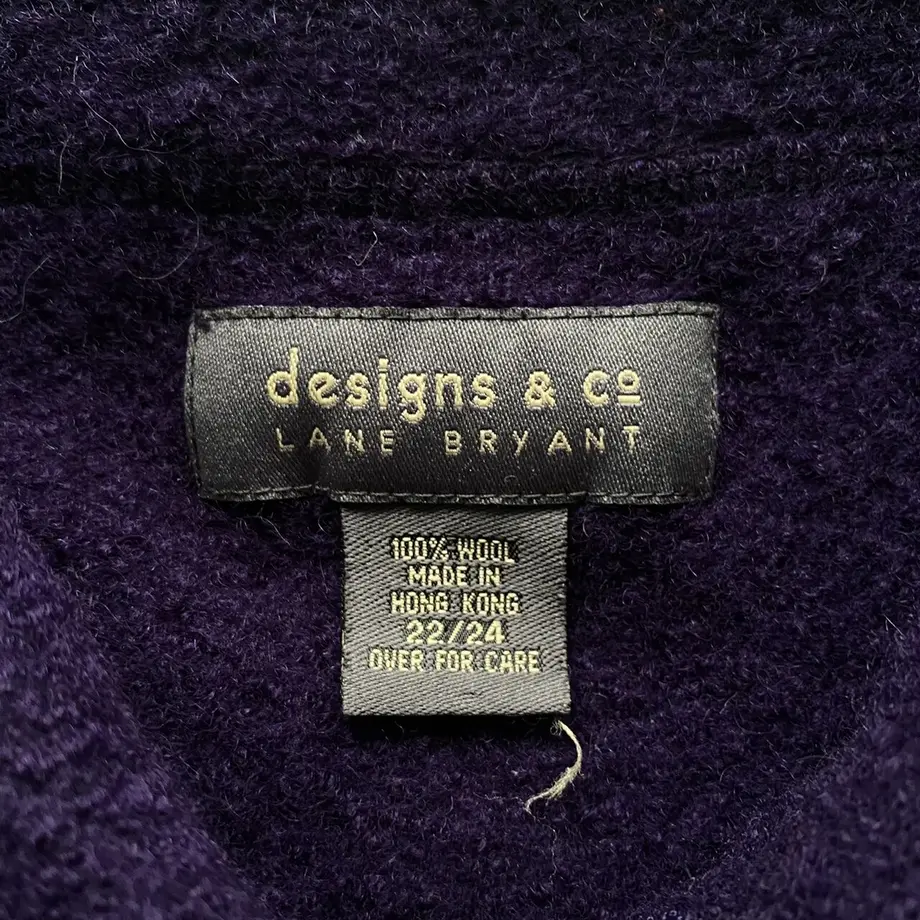 designs & co
LANE BRYANT
100% WOOL
MADE IN
HONG KONG
22/24
OVER FOR CARE